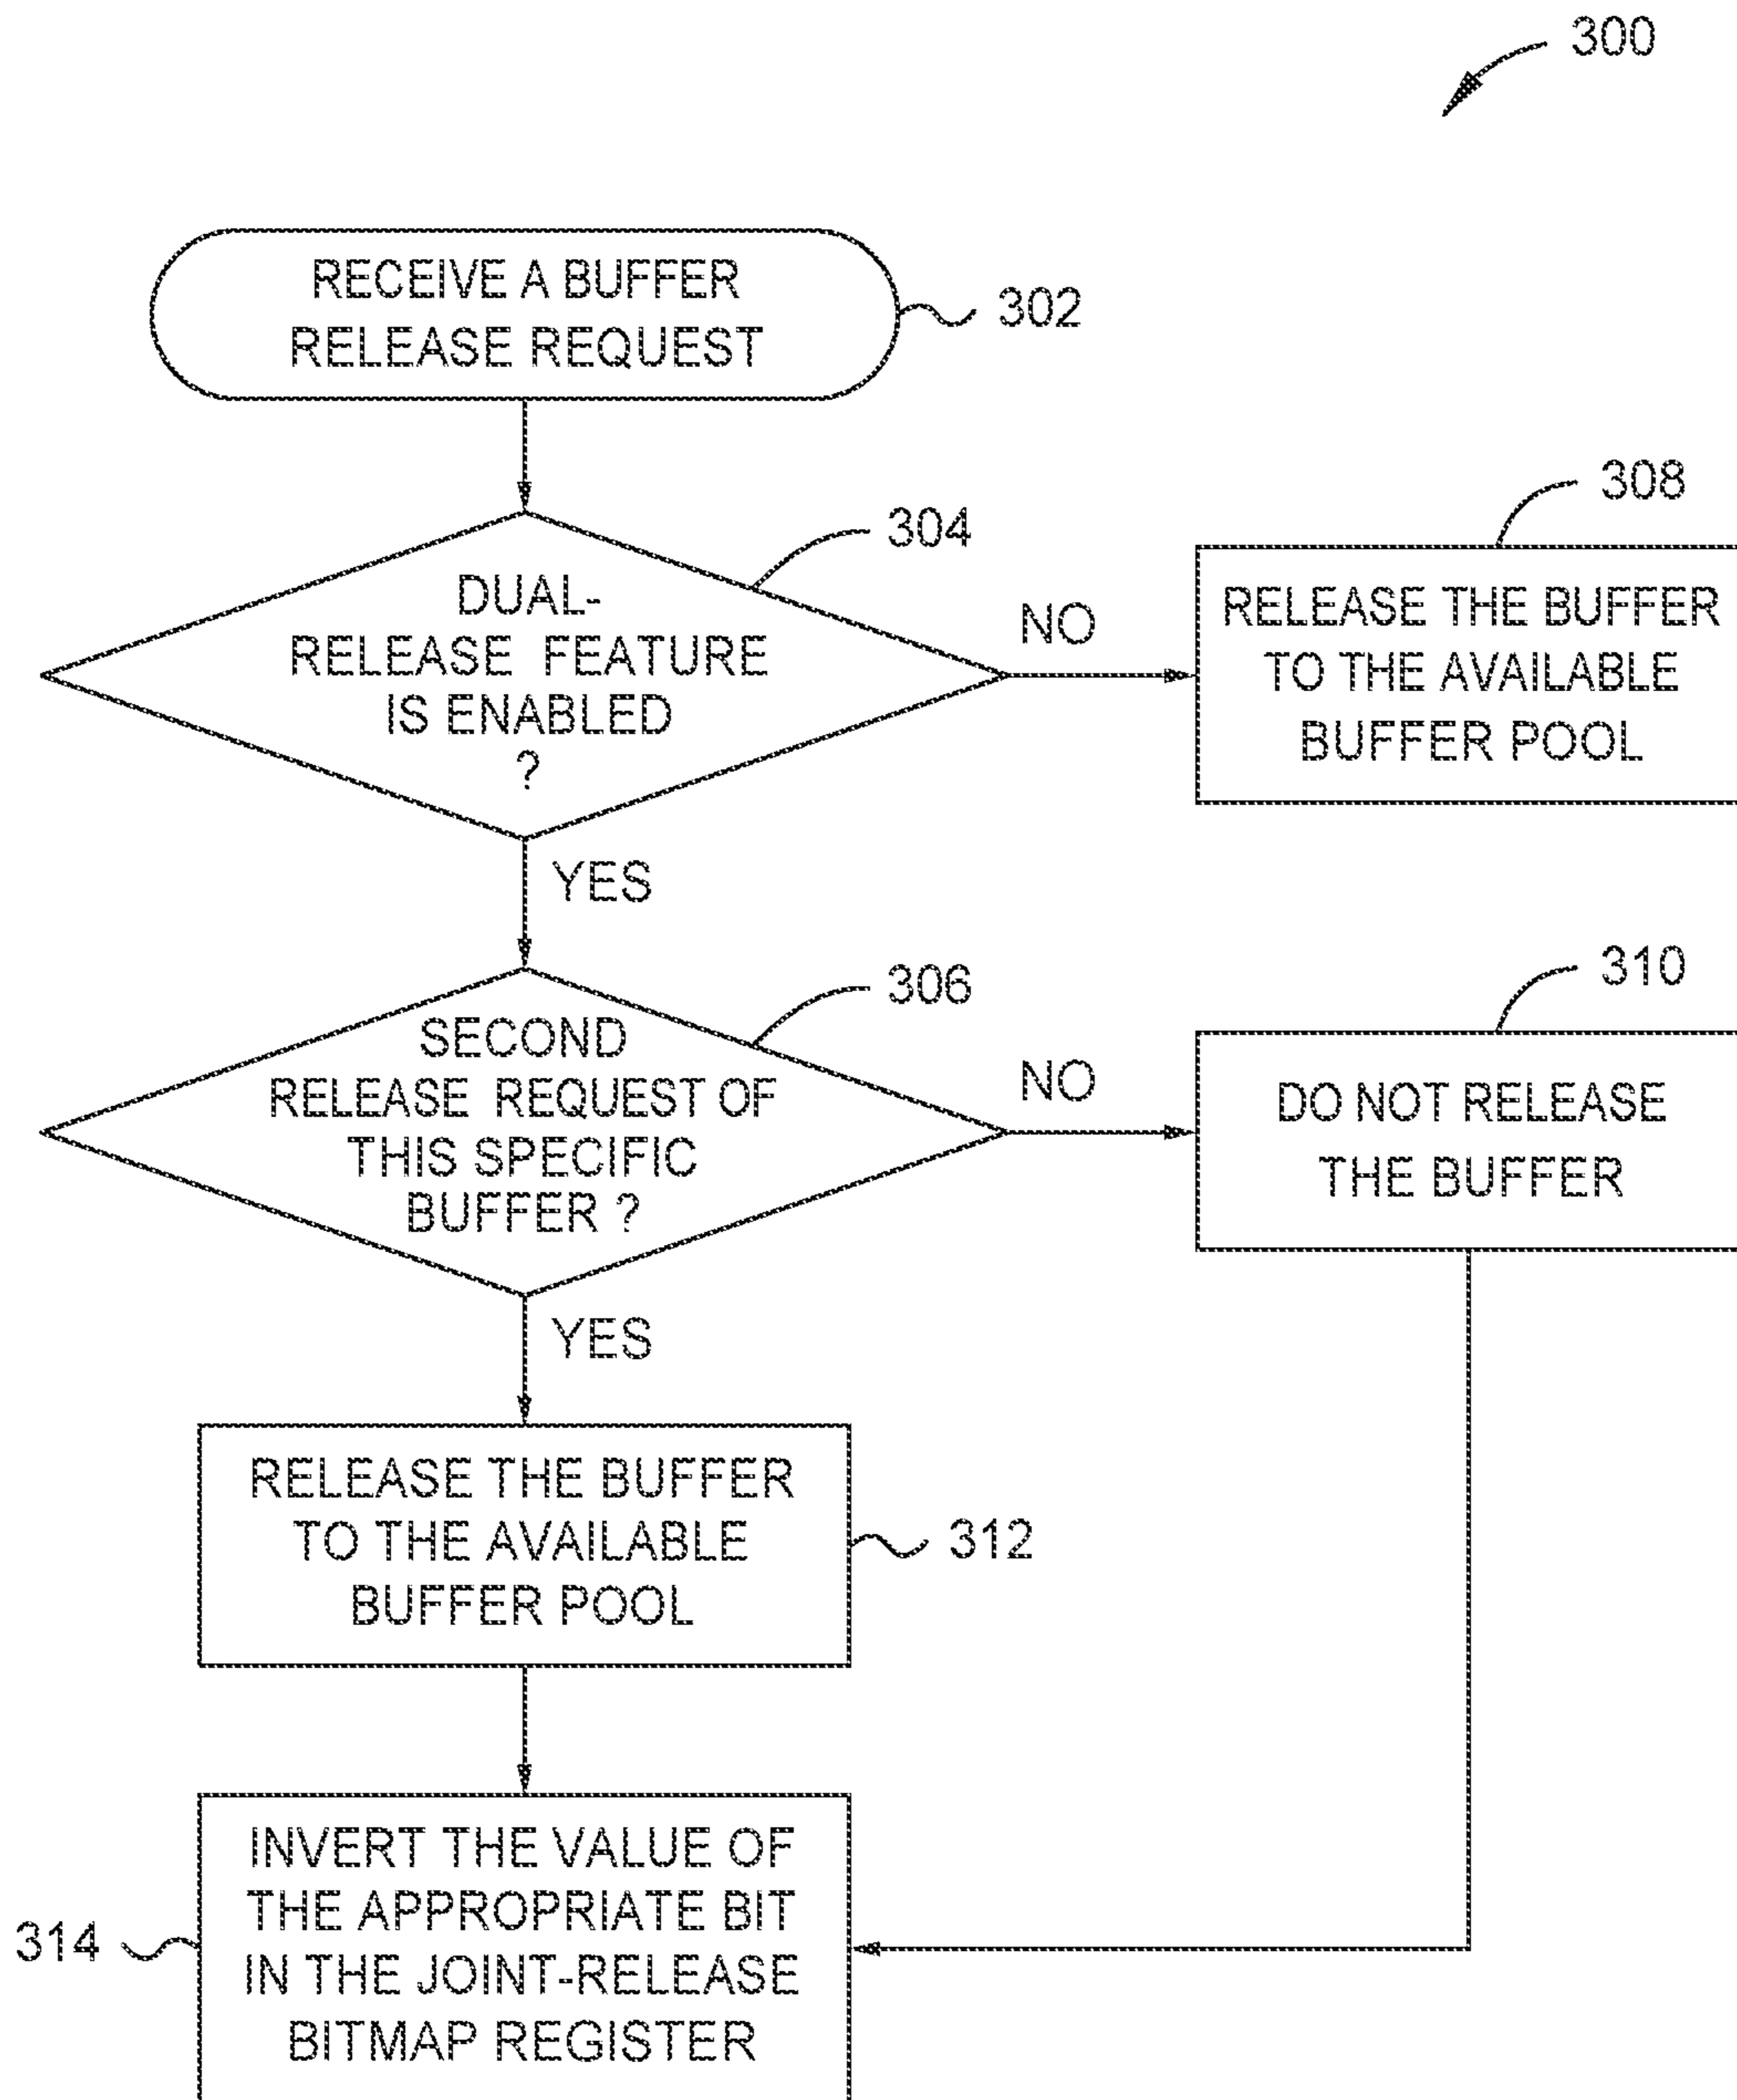 300
RECEIVE A BUFFER
RELEASE REQUEST
302
304
DUAL-
RELEASE FEATURE
IS ENABLED
?
NO
308
RELEASE THE BUFFER
TO THE AVAILABLE
BUFFER POOL
YES
306
SECOND
RELEASE REQUEST OF
THIS SPECIFIC
BUFFER ?
NO
310
DO NOT RELEASE
THE BUFFER
YES
RELEASE THE BUFFER
TO THE AVAILABLE
BUFFER POOL
312
314
INVERT THE VALUE OF
THE APPROPRIATE BIT
IN THE JOINT-RELEASE
BITMAP REGISTER